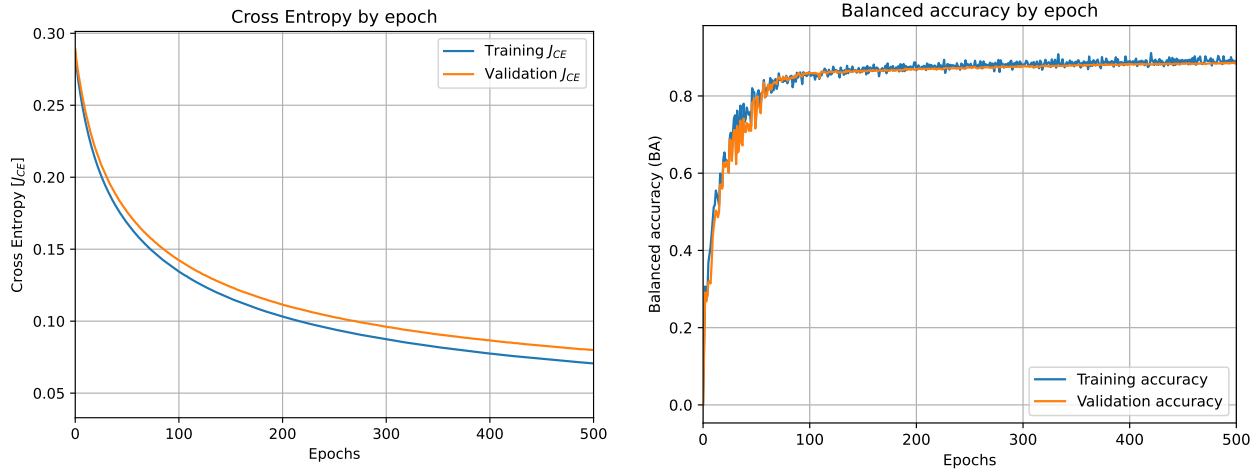 Cross Entropy by epoch
0.30
0.25
0.20
0.15
0.10
0.05
Cross Entropy [J_CE]
Training J_CE
Validation J_CE
0 100 200 300 400 500
Epochs
Balanced accuracy by epoch
0.8
0.6
0.4
0.2
0.0
Balanced accuracy (BA)
Training accuracy
Validation accuracy
0 100 200 300 400 500
Epochs